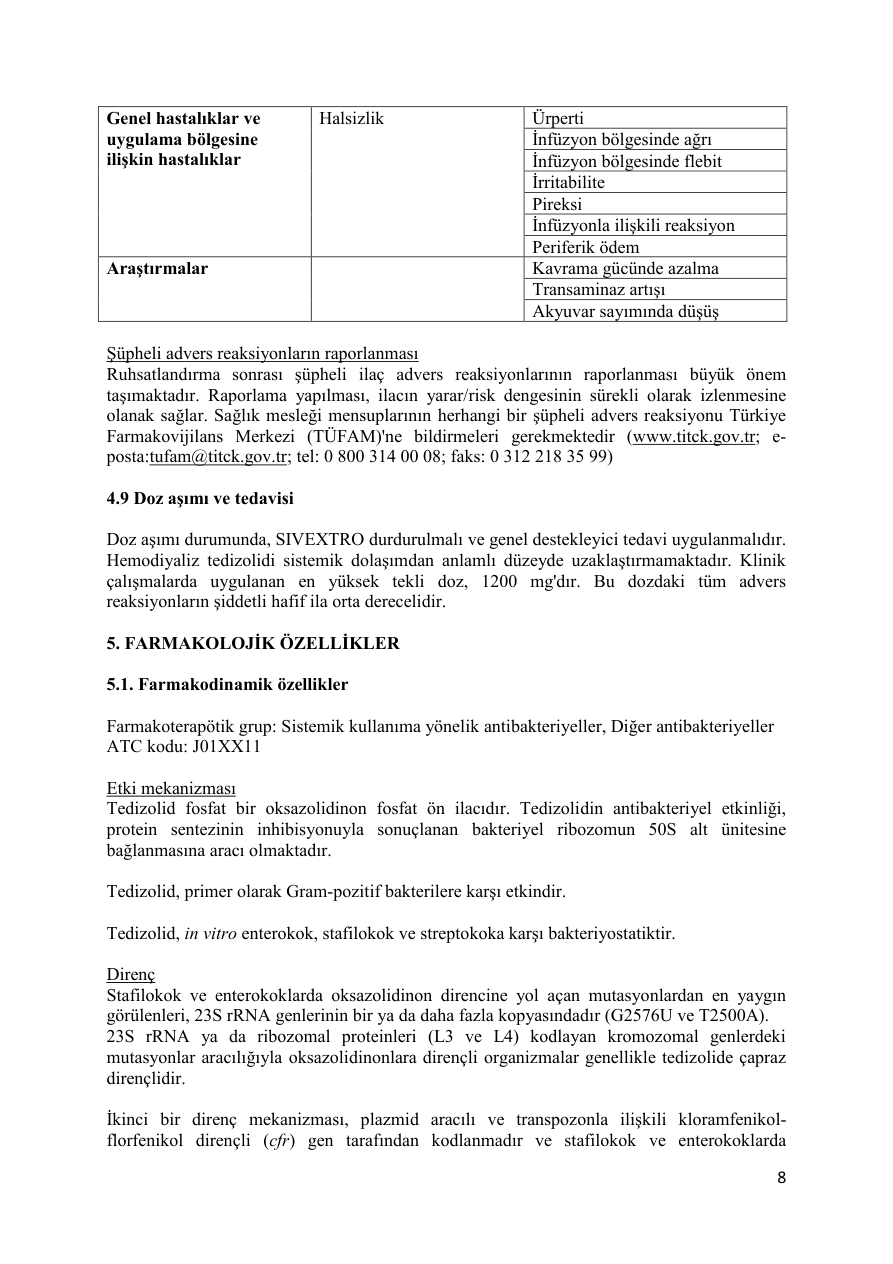 Genel hastalıklar ve
uygulama bölgesine
ilişkin hastalıklar
Halsizlik
Ürperti
İnfüzyon bölgesinde ağrı
İnfüzyon bölgesinde flebit
İrritabilite
Pireksi
İnfüzyonla ilişkili reaksiyon
Periferik ödem
Araştırmalar
Kavrama gücünde azalma
Transaminaz artışı
Akyuvar sayımında düşüş
Şüpheli advers reaksiyonların raporlanması
Ruhsatlandırma sonrası şüpheli ilaç advers reaksiyonlarının raporlanması büyük önem
taşımaktadır. Raporlama yapılması, ilacın yarar/risk dengesinin sürekli olarak izlenmesine
olanak sağlar. Sağlık mesleği mensuplarının herhangi bir şüpheli advers reaksiyonu Türkiye
Farmakovijilans Merkezi (TÜFAM)'ne bildirmeleri gerekmektedir (www.titck.gov.tr; e-
posta:tufam@titck.gov.tr; tel: 0 800 314 00 08; faks: 0 312 218 35 99)
4.9 Doz aşımı ve tedavisi
Doz aşımı durumunda, SIVEXTRO durdurulmalı ve genel destekleyici tedavi uygulanmalıdır.
Hemodiyaliz tedizolidi sistemik dolaşımdan anlamlı düzeyde uzaklaştırmamaktadır. Klinik
çalışmalarda uygulanan en yüksek tekli doz, 1200 mg'dır. Bu dozdaki tüm advers
reaksiyonların şiddetli hafif ila orta derecelidir.
5. FARMAKOLOJİK ÖZELLİKLER
5.1. Farmakodinamik özellikler
Farmakoterapötik grup: Sistemik kullanıma yönelik antibakteriyeller, Diğer antibakteriyeller
ATC kodu: J01XX11
Etki mekanizması
Tedizolid fosfat bir oksazolidinon fosfat ön ilacıdır. Tedizolidin antibakteriyel etkinliği,
protein sentezinin inhibisyonuyla sonuçlanan bakteriyel ribozomun 50S alt ünitesine
bağlanmasına aracı olmaktadır.
Tedizolid, primer olarak Gram-pozitif bakterilere karşı etkindir.
Tedizolid, in vitro enterokok, stafilokok ve streptokoka karşı bakteriyostatiktir.
Direnç
Stafilokok ve enterokoklarda oksazolidinon direncine yol açan mutasyonlardan en yaygın
görülenleri, 23S rRNA genlerinin bir ya da daha fazla kopyasındadır (G2576U ve T2500A).
23S rRNA ya da ribozomal proteinleri (L3 ve L4) kodlayan kromozomal genlerdeki
mutasyonlar aracılığıyla oksazolidinonlara dirençli organizmalar genellikle tedizolide çapraz
dirençlidir.
İkinci bir direnç mekanizması, plazmid aracılı ve transpozonla ilişkili kloramfenikol-
florfenikol dirençli (cfr) gen tarafından kodlanmadır ve stafilokok ve enterokoklarda
8